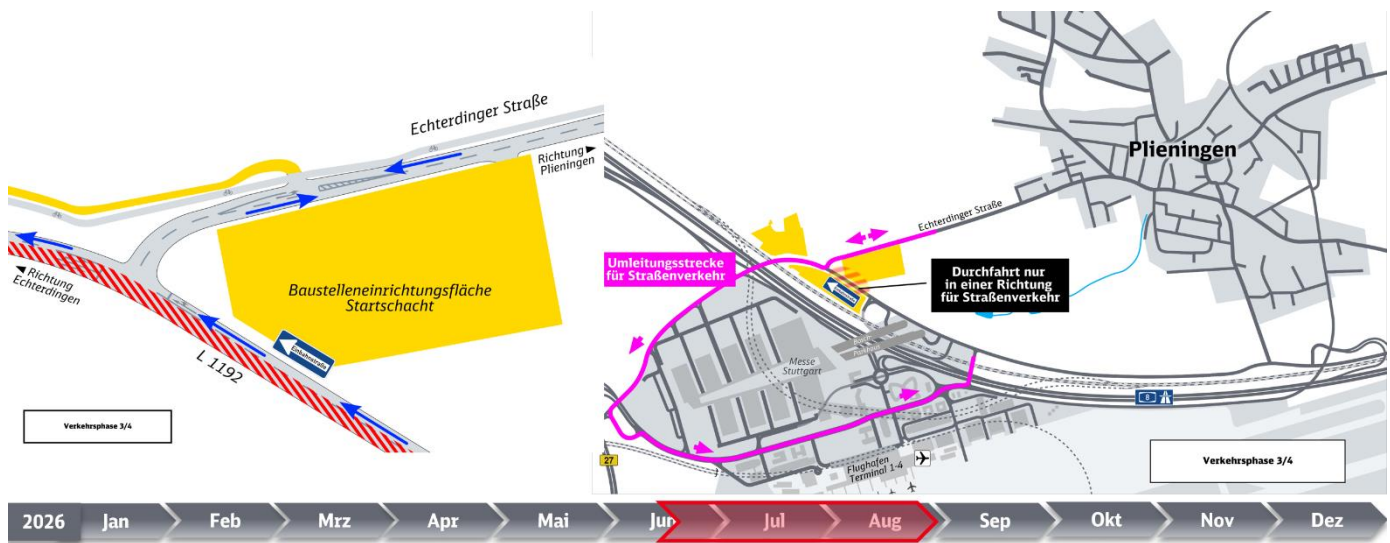 Echterdinger Straße
Richtung
Plieningen
Richtung
Echterdingen
Baustelleneinrichtungsfläche
Startschacht
Einbahnstraße
L 1192
Verkehrsphase 3/4
Plieningen
Echterdinger Straße
Umleitungsstrecke
für Straßenverkehr
Durchfahrt nur
in einer Richtung
für Straßenverkehr
Messe
Stuttgart
Bosch
Parkhaus
8
27
Flughafen
Terminal 1-4
Verkehrsphase 3/4
2026 Jan Feb Mrz Apr Mai Jun Jul Aug Sep Okt Nov Dez